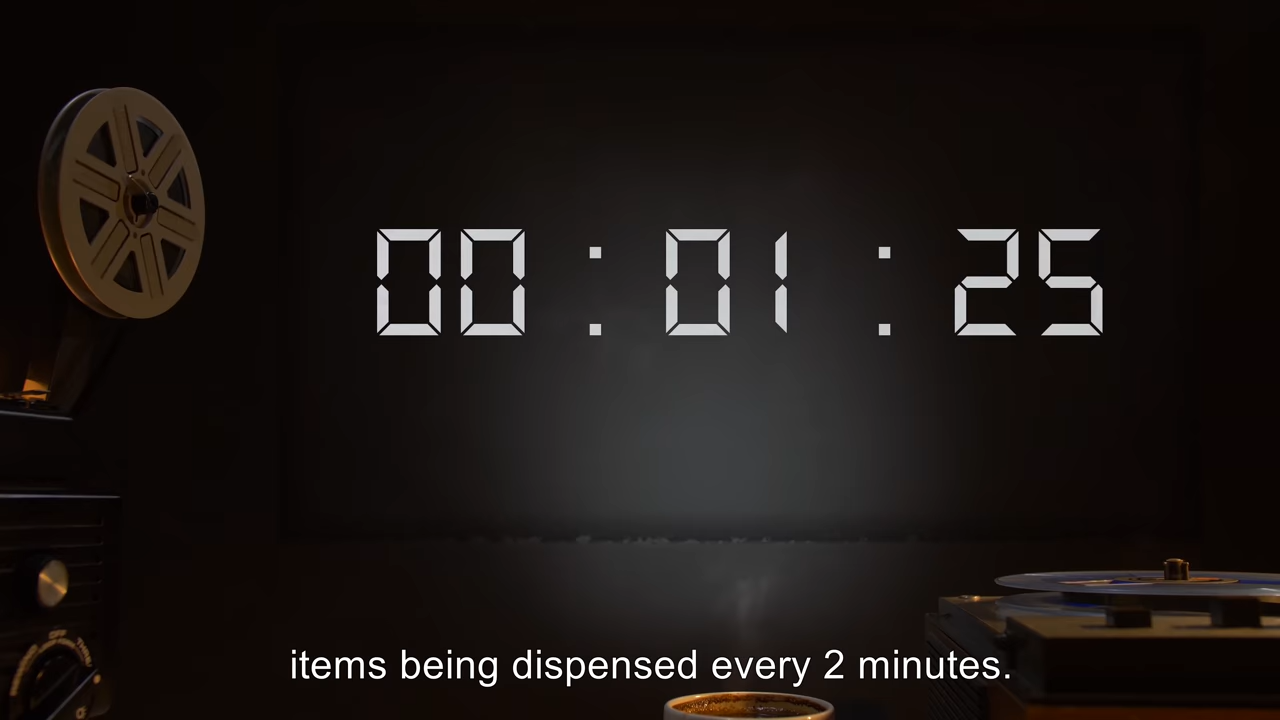 00 : 01 : 25
items being dispensed every 2 minutes.